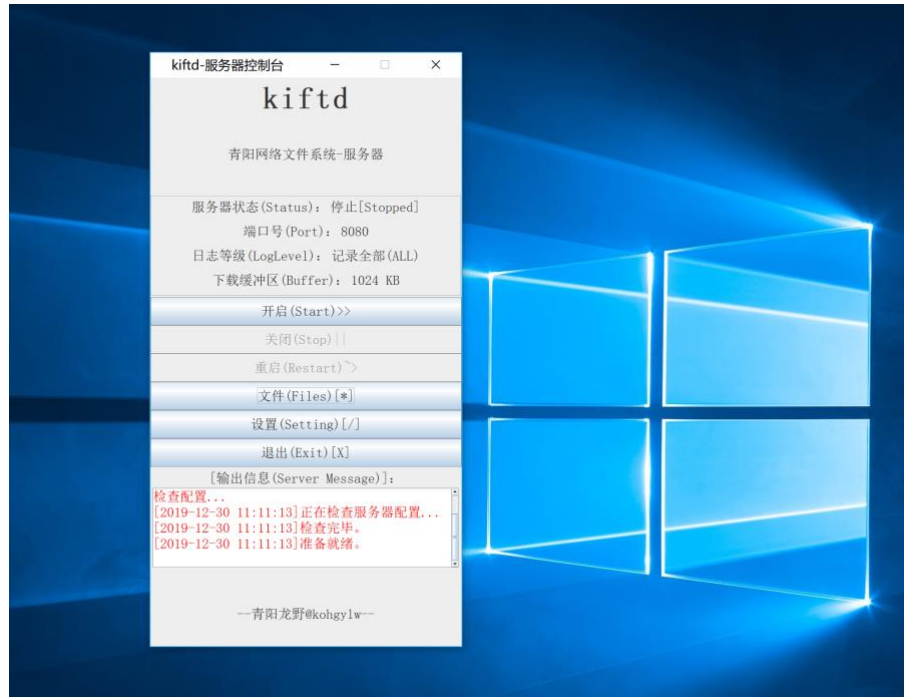 kiftd-服务器控制台
kiftd
青阳网络文件系统-服务器
服务器状态(Status): 停止[Stopped]
端口号(Port): 8080
日志等级(LogLevel): 记录全部(ALL)
下载缓冲区(Buffer): 1024 KB
开启(Start)>>
关闭(Stop)||
重启(Restart)~>
文件(Files)[*]
设置(Setting)[/]
退出(Exit)[X]
[输出信息(Server Message)]:
检查配置...
[2019-12-30 11:11:13]正在检查服务器配置...
[2019-12-30 11:11:13]检查完毕。
[2019-12-30 11:11:13]准备就绪。
--青阳龙野@kohgylw--